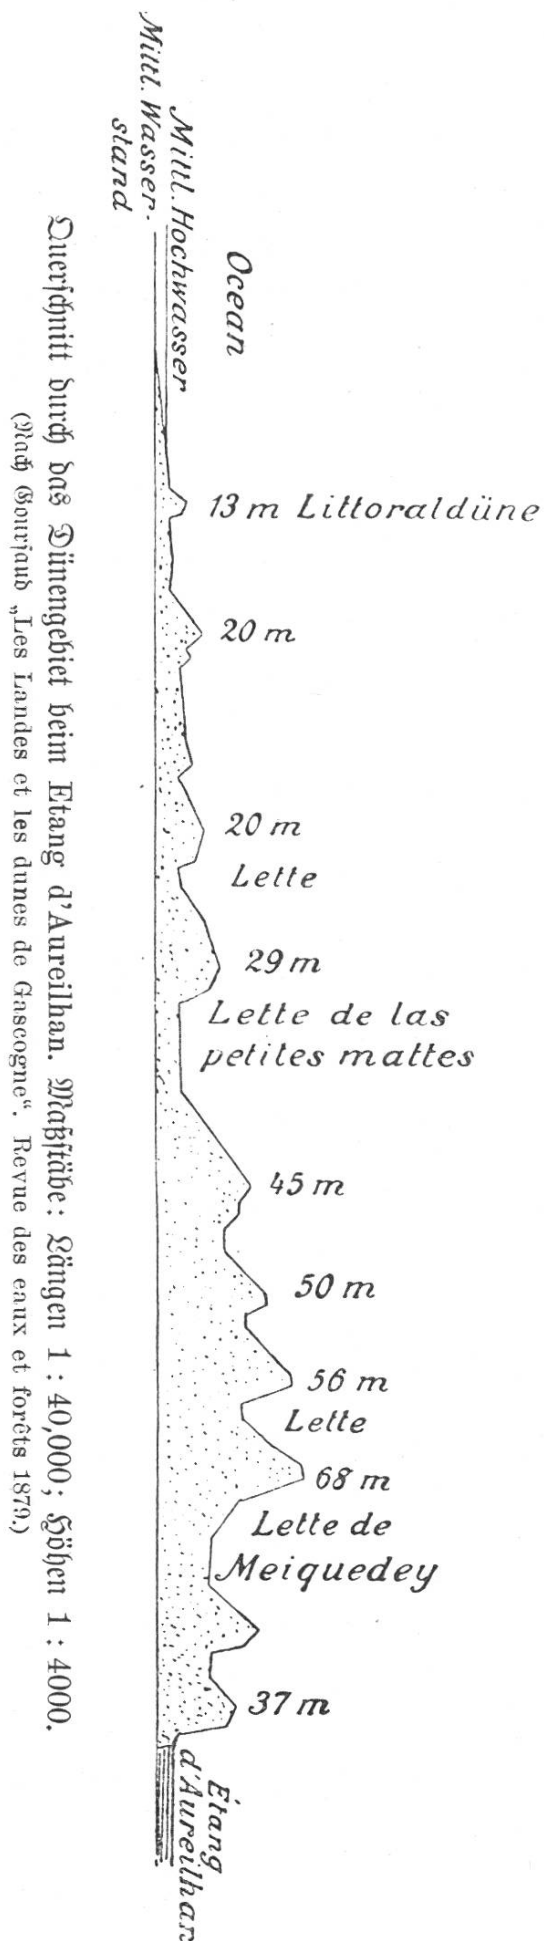 Mittl. Wasser-
stand
Mittl. Hochwasser
Ocean
13 m Littoraldüne
20 m
20 m
Lette
29 m
Lette de las
petites mattes
45 m
50 m
56 m
Lette
68 m
Lette de
Meiquedey
37 m
Étang
d'Aureilhan
Querschnitt durch das Dünengebiet beim Etang d'Aureilhan. Maßstäbe: Längen 1 : 40,000; Höhen 1 : 4000.
(Nach Gourjaud „Les Landes et les dunes de Gascogne“. Revue des eaux et forêts 1879.)